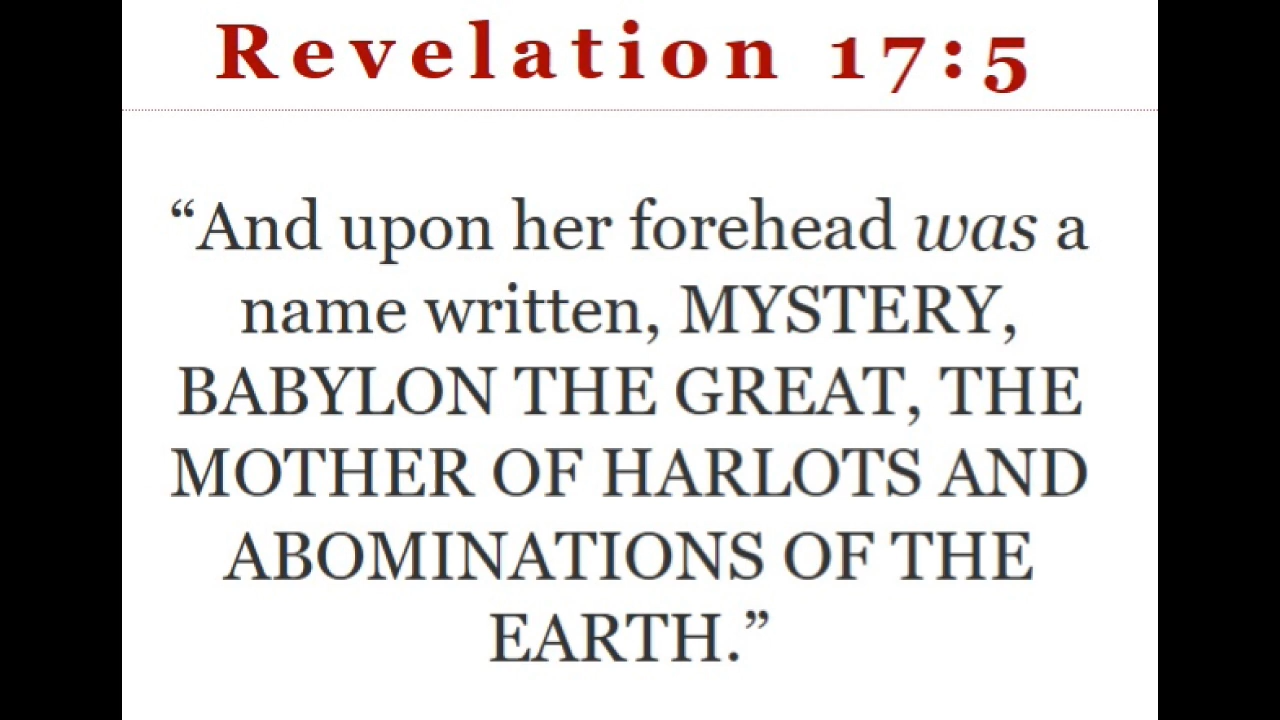 Revelation 17:5
“And upon her forehead was a
name written, MYSTERY,
BABYLON THE GREAT, THE
MOTHER OF HARLOTS AND
ABOMINATIONS OF THE
EARTH.”